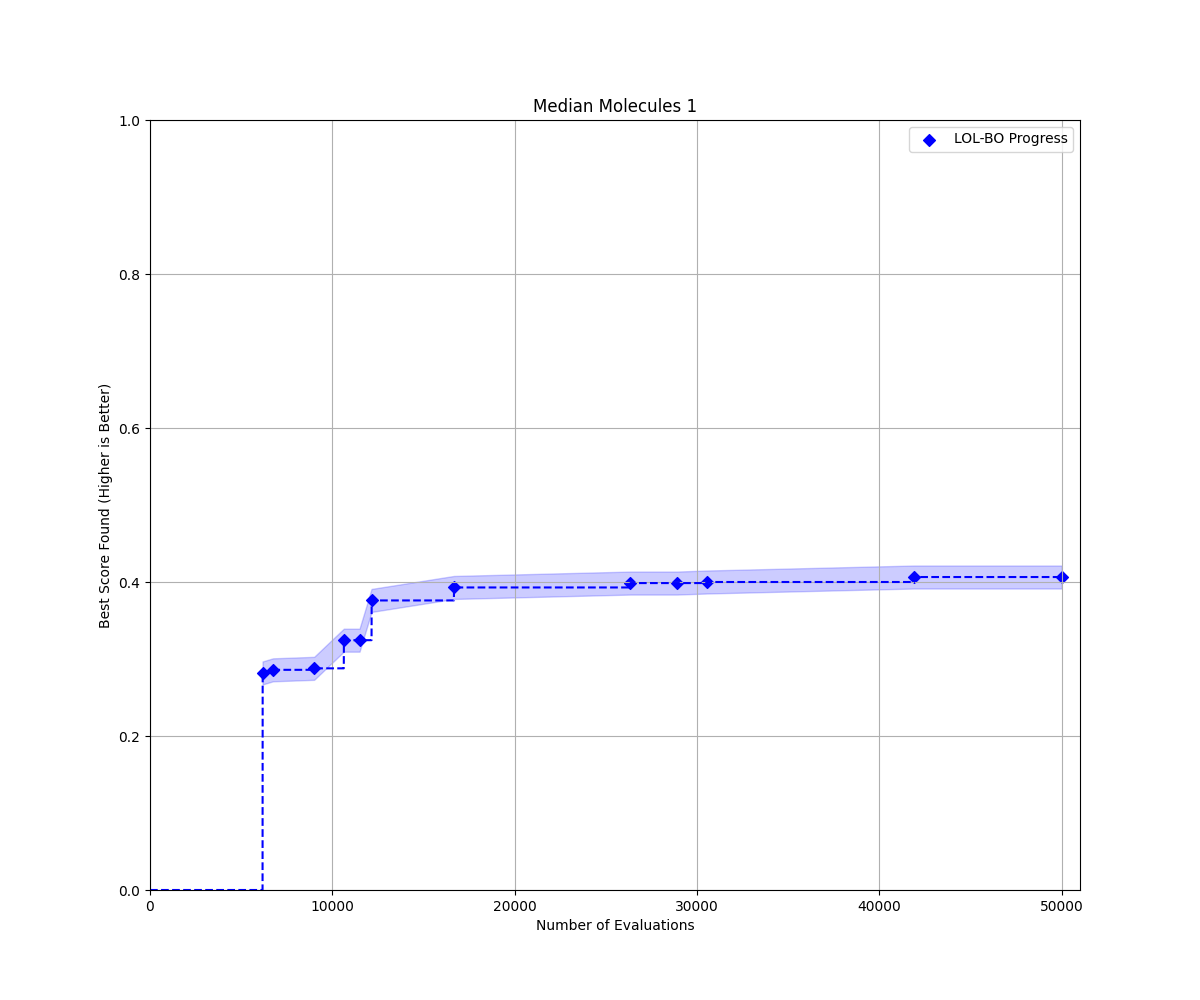 Median Molecules 1
LOL-BO Progress
Best Score Found (Higher is Better)
1.0
0.8
0.6
0.4
0.2
0.0
0 10000 20000 30000 40000 50000
Number of Evaluations